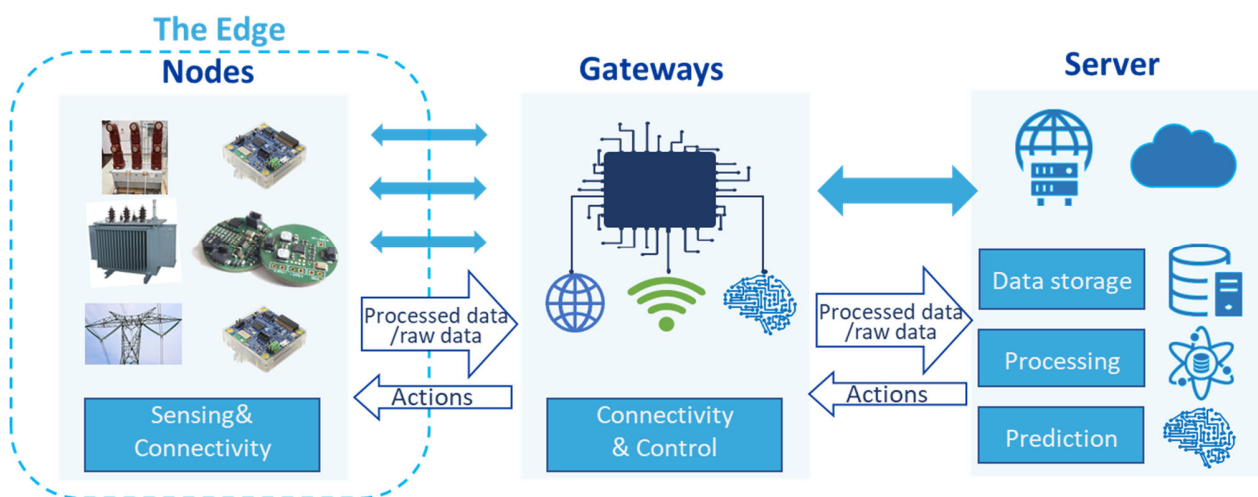 The Edge
Nodes
Gateways
Server
Processed data
/raw data
Actions
Sensing&
Connectivity
Connectivity
& Control
Processed data
/raw data
Actions
Data storage
Processing
Prediction